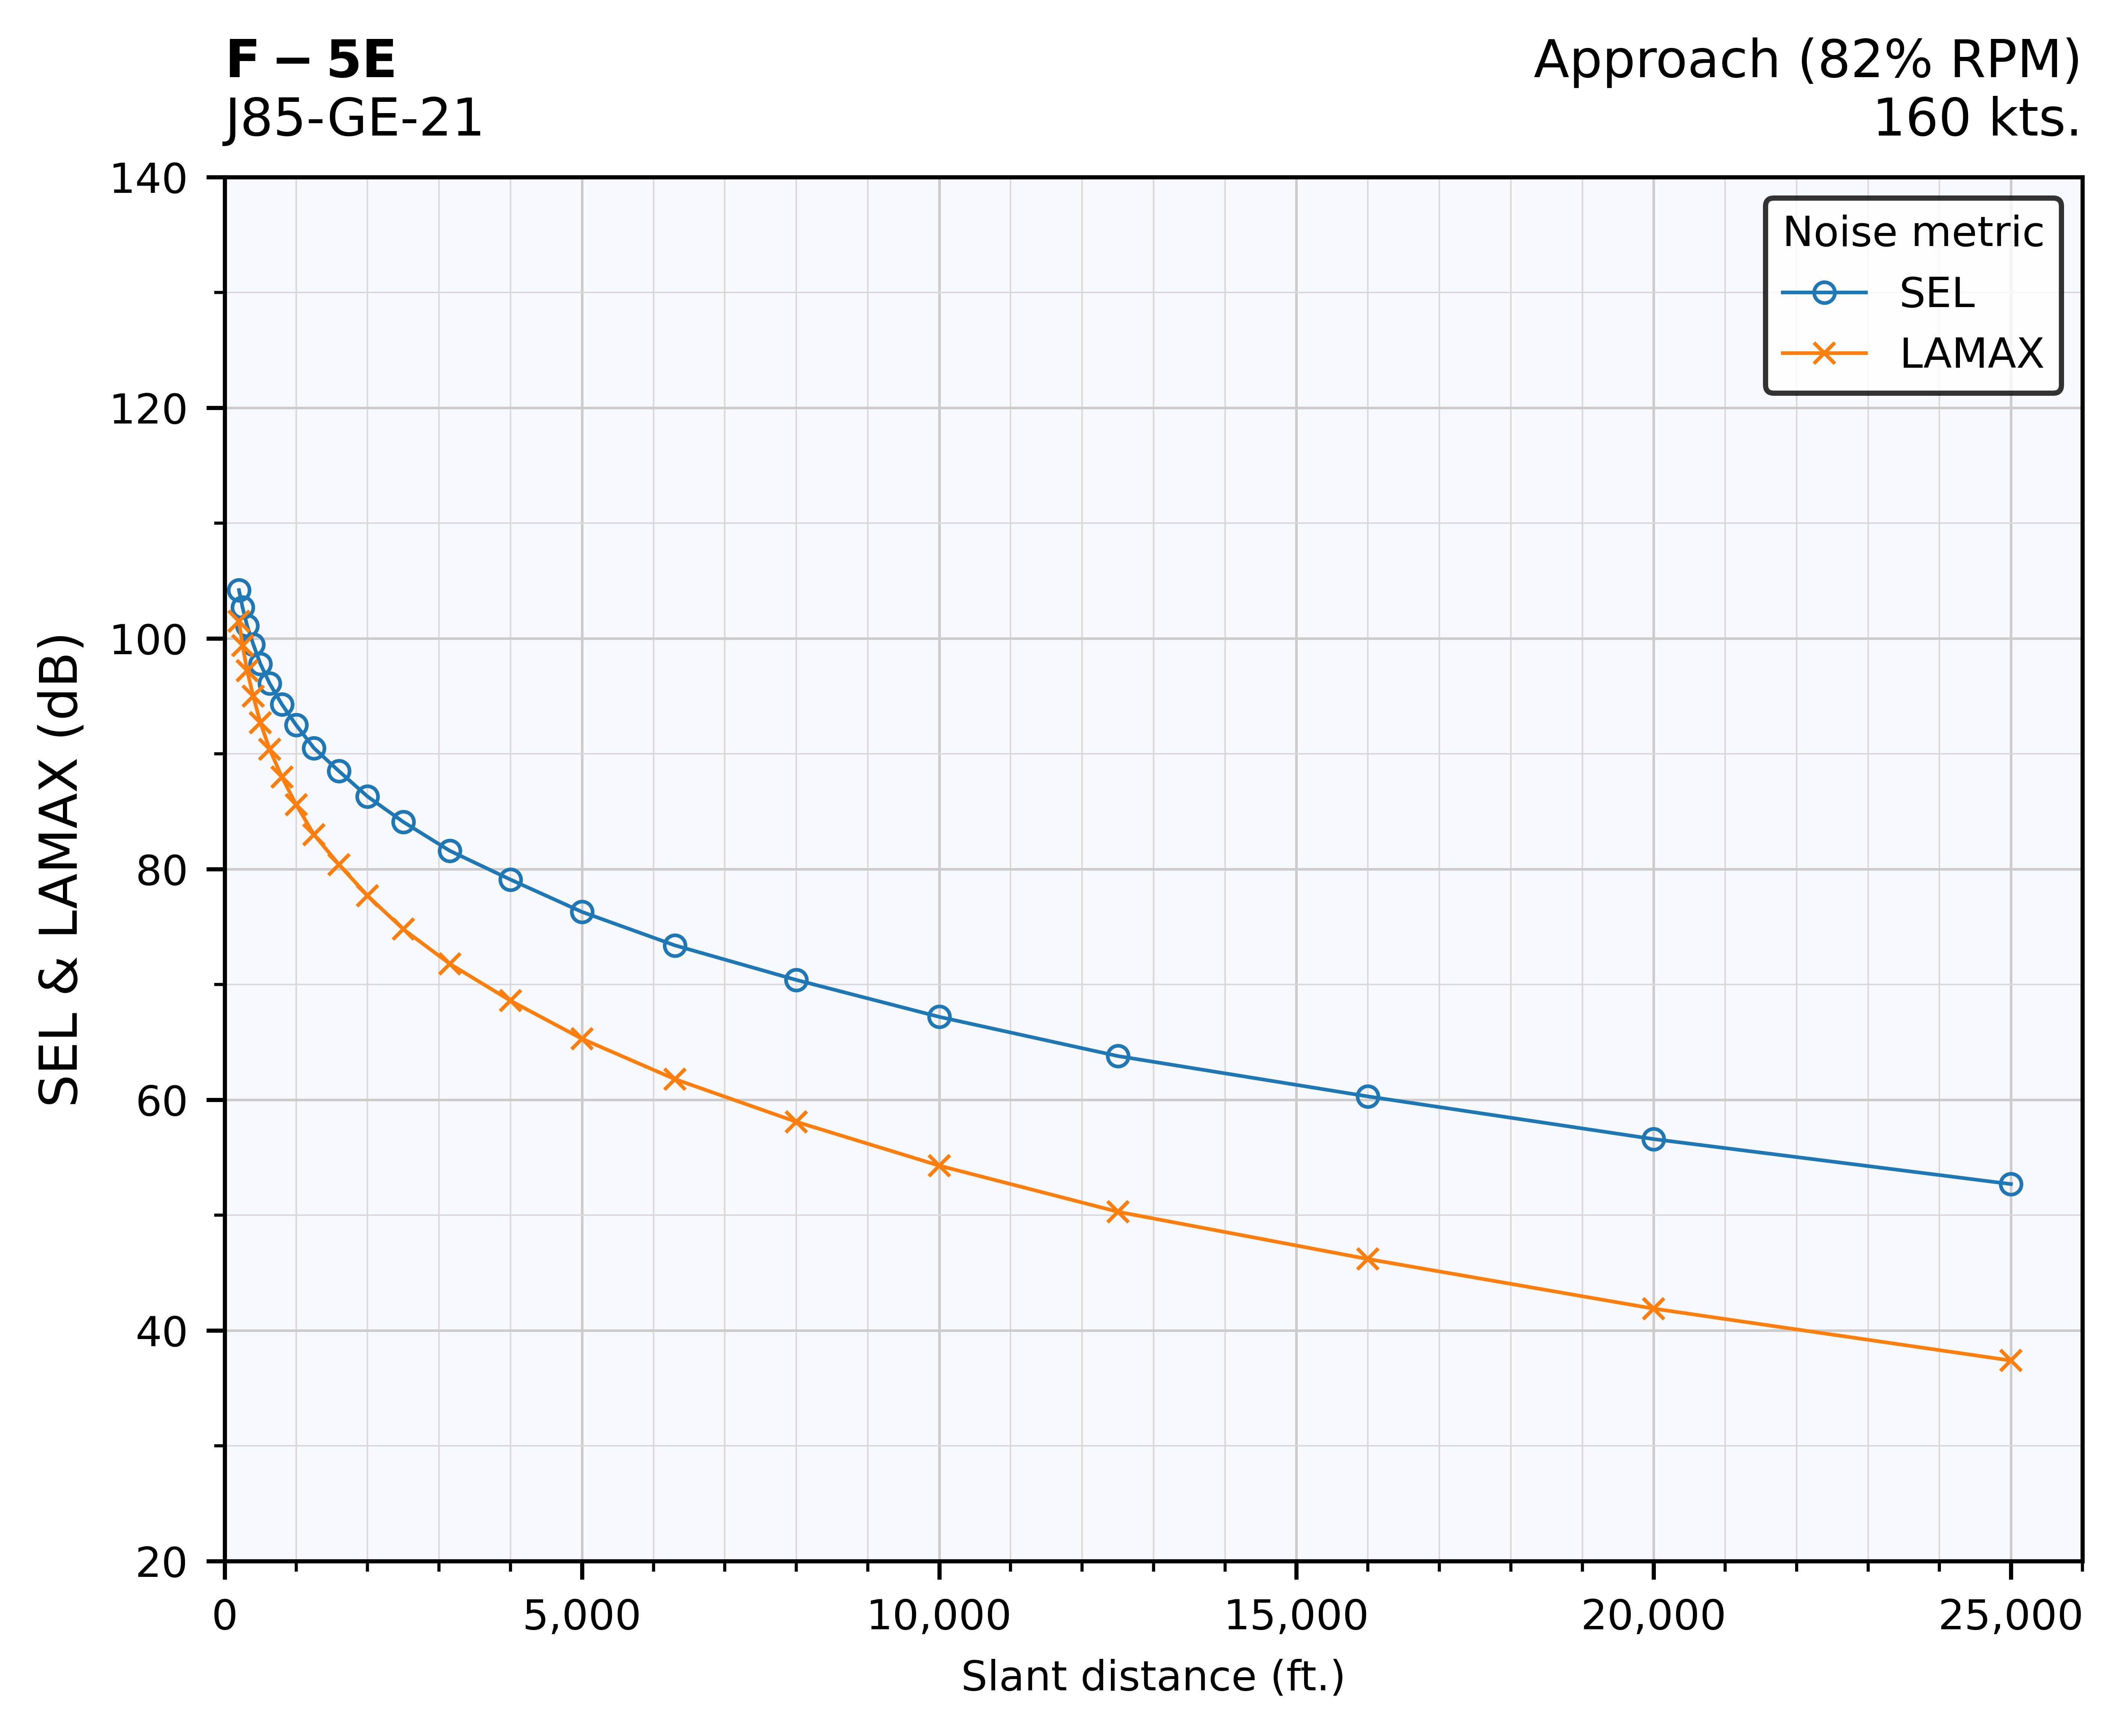 F − 5E
J85-GE-21
Approach (82% RPM)
160 kts.
SEL & LAMAX (dB)
140
120
100
80
60
40
20
Noise metric
SEL
LAMAX
0
5,000
10,000
15,000
20,000
25,000
Slant distance (ft.)